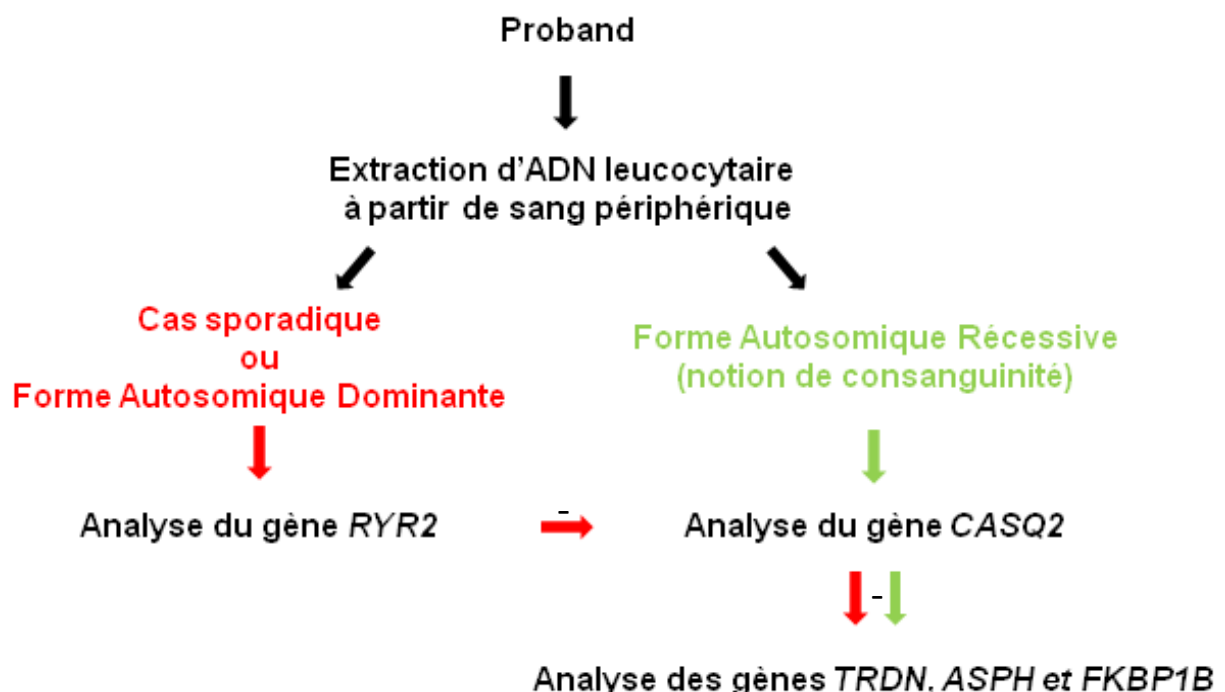 Proband
Extraction d'ADN leucocytaire
à partir de sang périphérique
Cas sporadique
ou
Forme Autosomique Dominante
Forme Autosomique Récessive
(notion de consanguinité)
Analyse du gène RYR2
-
Analyse du gène CASQ2
-
Analyse des gènes TRDN, ASPH et FKBP1B